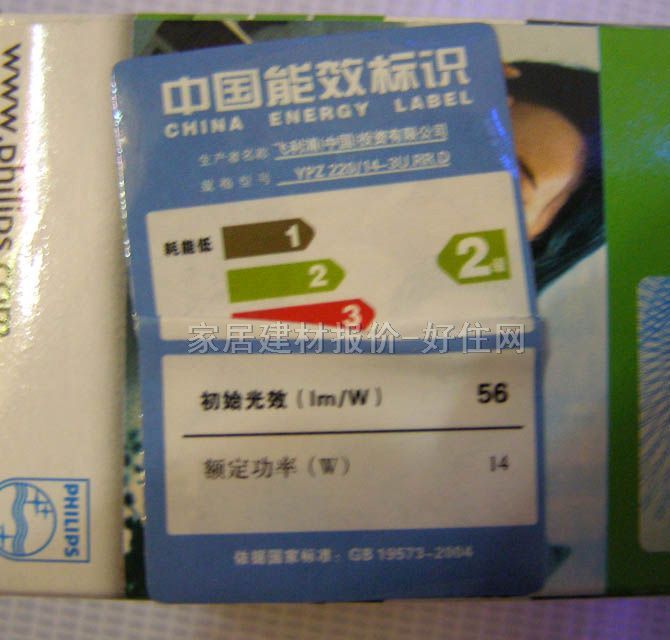 www.philips.com
中国能效标识
CHINA ENERGY LABEL
生产者名称 飞利浦(中国)投资有限公司
规格型号 YPZ 220/14-3U.RR.D
耗能低
1
2
3
2级
家居建材报价-好住网
初始光效(lm/W) 56
额定功率(W) 14
依据国家标准:GB 19573-2004
PHILIPS